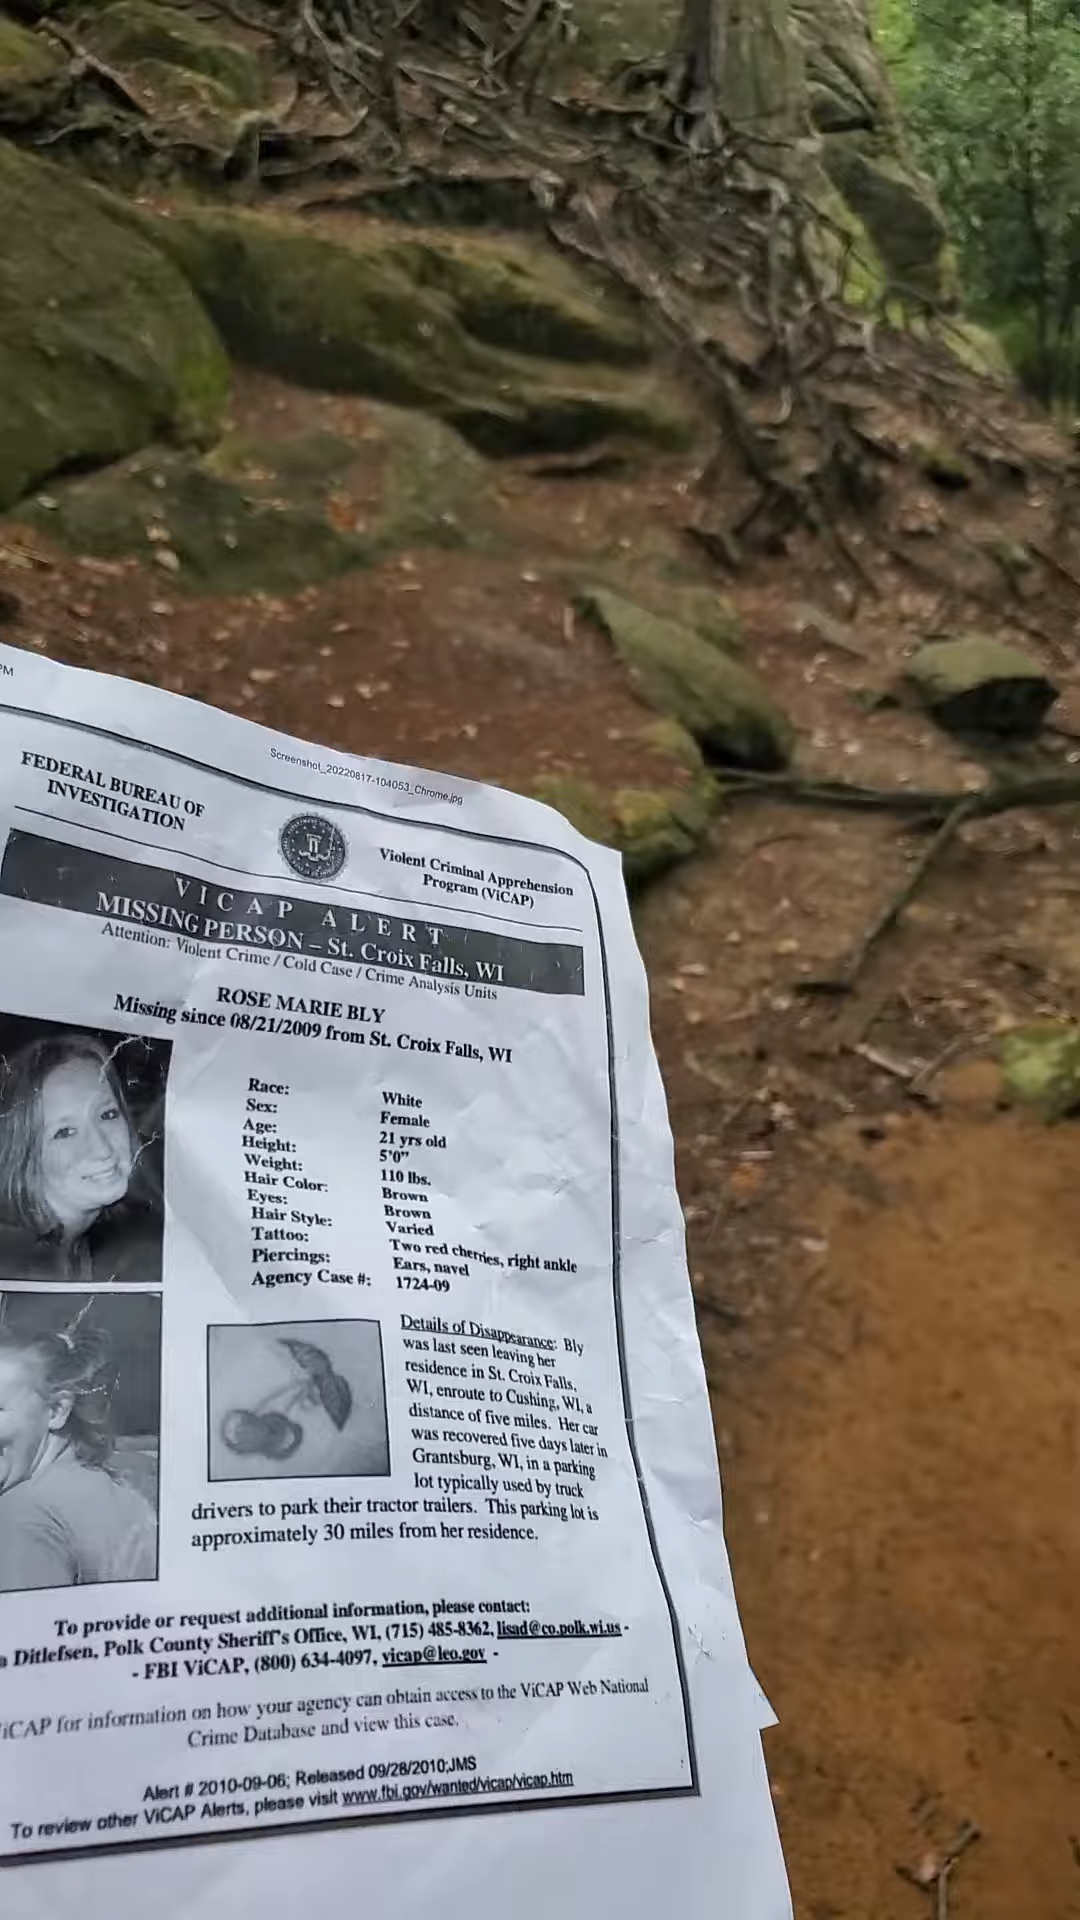 PM
Screenshot_20220817-104053_Chrome.jpg
FEDERAL BUREAU OF
INVESTIGATION
Violent Criminal Apprehension
Program (ViCAP)
VICAP ALERT
MISSING PERSON – St. Croix Falls, WI
Attention: Violent Crime / Cold Case / Crime Analysis Units
ROSE MARIE BLY
Missing since 08/21/2009 from St. Croix Falls, WI
Race: White
Sex: Female
Age: 21 yrs old
Height: 5'0"
Weight: 110 lbs.
Hair Color: Brown
Eyes: Brown
Hair Style: Varied
Tattoo: Two red cherries, right ankle
Piercings: Ears, navel
Agency Case #: 1724-09
Details of Disappearance: Bly
was last seen leaving her
residence in St. Croix Falls,
WI, enroute to Cushing, WI, a
distance of five miles. Her car
was recovered five days later in
Grantsburg, WI, in a parking
lot typically used by truck
drivers to park their tractor trailers. This parking lot is
approximately 30 miles from her residence.
To provide or request additional information, please contact:
a Ditlefsen, Polk County Sheriff's Office, WI, (715) 485-8362, lisad@co.polk.wi.us -
- FBI ViCAP, (800) 634-4097, vicap@leo.gov -
ViCAP for information on how your agency can obtain access to the ViCAP Web National
Crime Database and view this case.
Alert # 2010-09-06; Released 09/28/2010;JMS
To review other ViCAP Alerts, please visit www.fbi.gov/wanted/vicap/vicap.htm